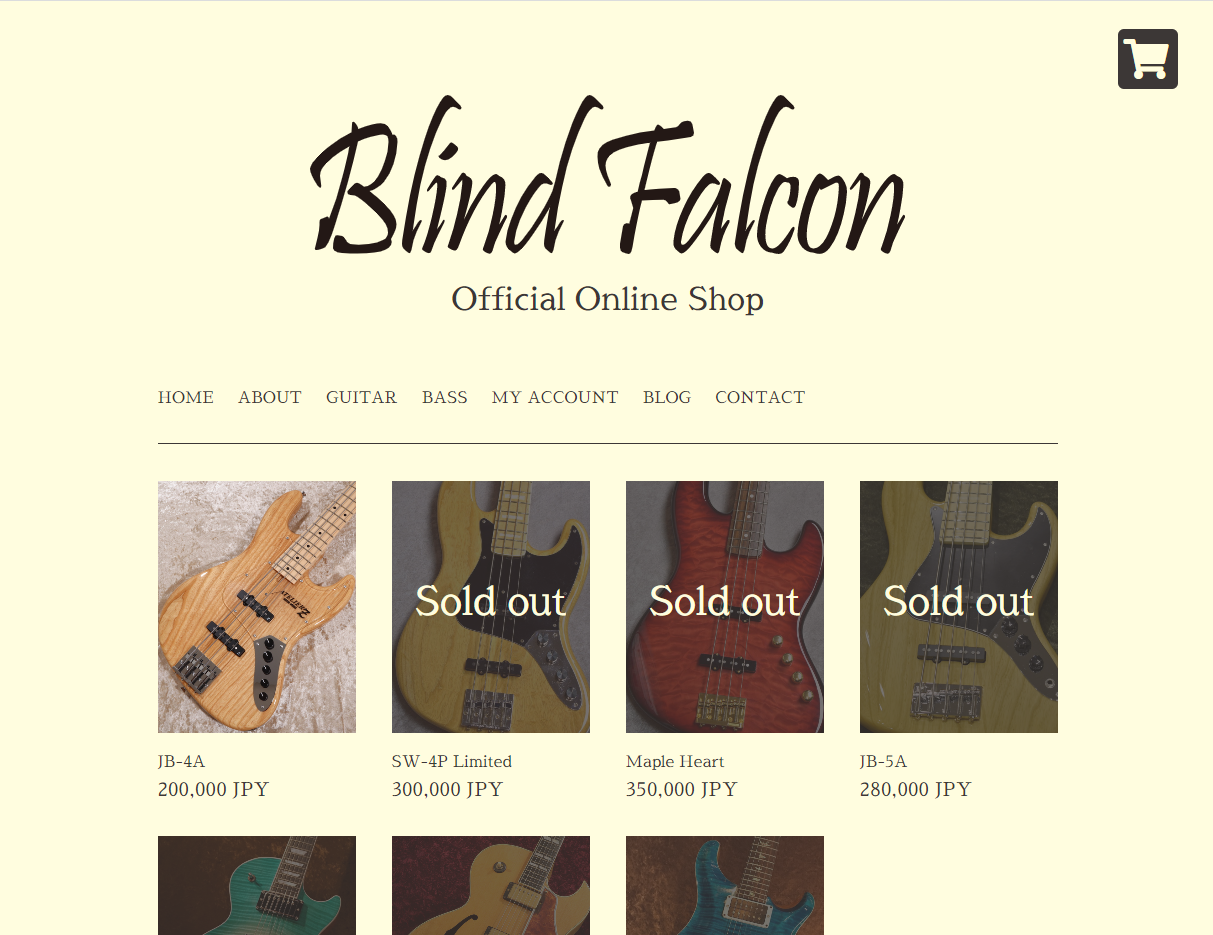 Blind Falcon
Official Online Shop
HOME ABOUT GUITAR BASS MY ACCOUNT BLOG CONTACT
ATELIER Z
Sold out
Sold out
Sold out
JB-4A
200,000 JPY
SW-4P Limited
300,000 JPY
Maple Heart
350,000 JPY
JB-5A
280,000 JPY